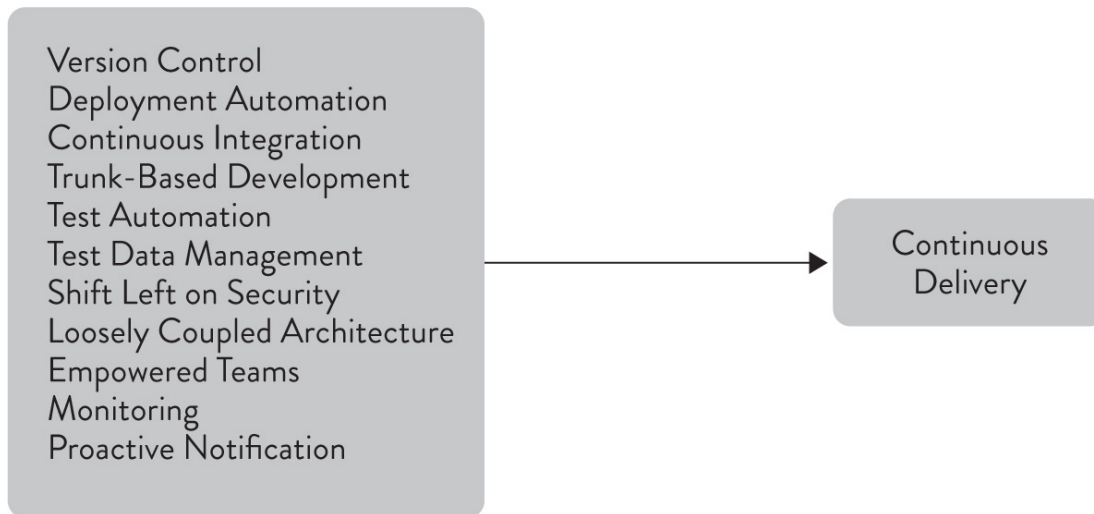 Version Control
Deployment Automation
Continuous Integration
Trunk-Based Development
Test Automation
Test Data Management
Shift Left on Security
Loosely Coupled Architecture
Empowered Teams
Monitoring
Proactive Notification
Continuous
Delivery